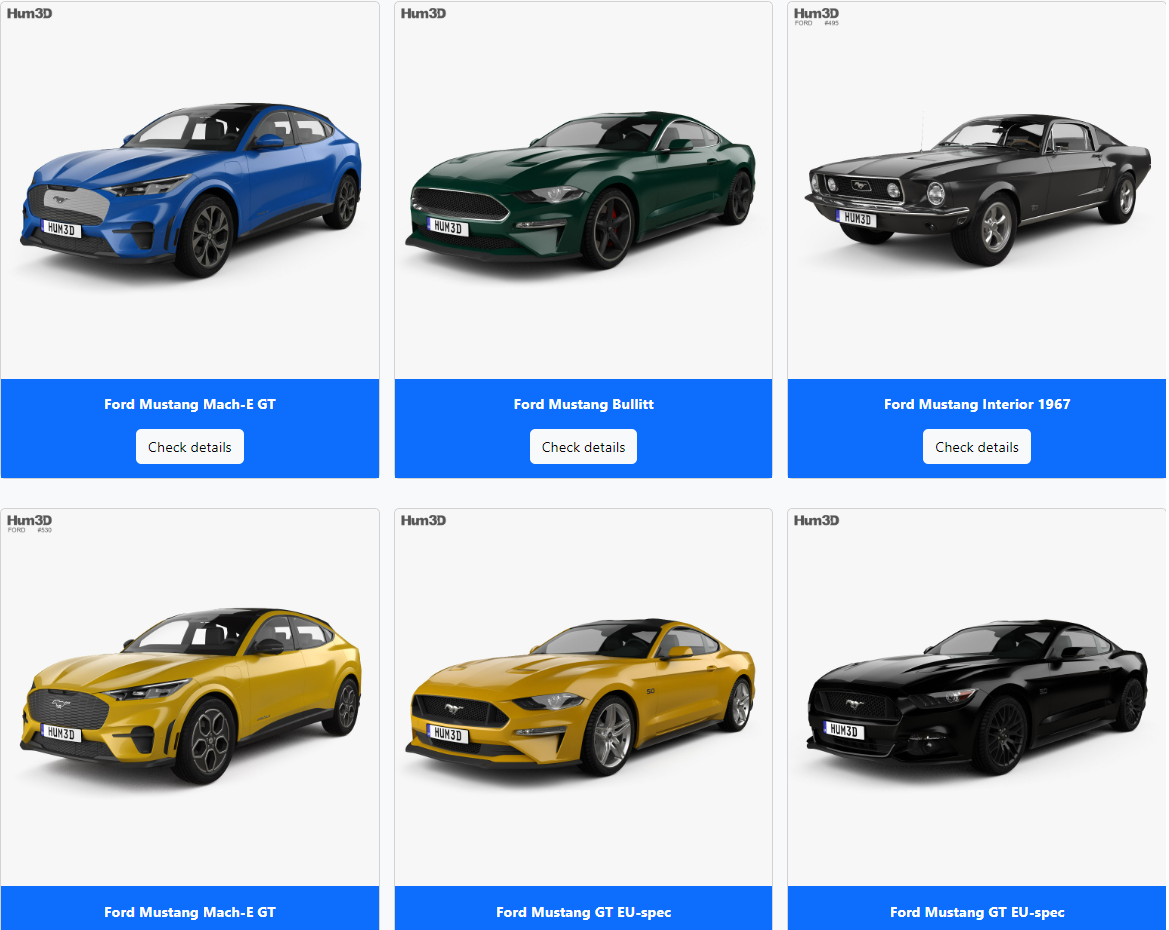 Hum3D
Hum3D
Hum3D
FORD #495
HUM3D
HUM3D
HUM3D
Ford Mustang Mach-E GT
Ford Mustang Bullitt
Ford Mustang Interior 1967
Check details
Check details
Check details
Hum3D
FORD #530
Hum3D
Hum3D
5.0
HUM3D
HUM3D
HUM3D
Ford Mustang Mach-E GT
Ford Mustang GT EU-spec
Ford Mustang GT EU-spec